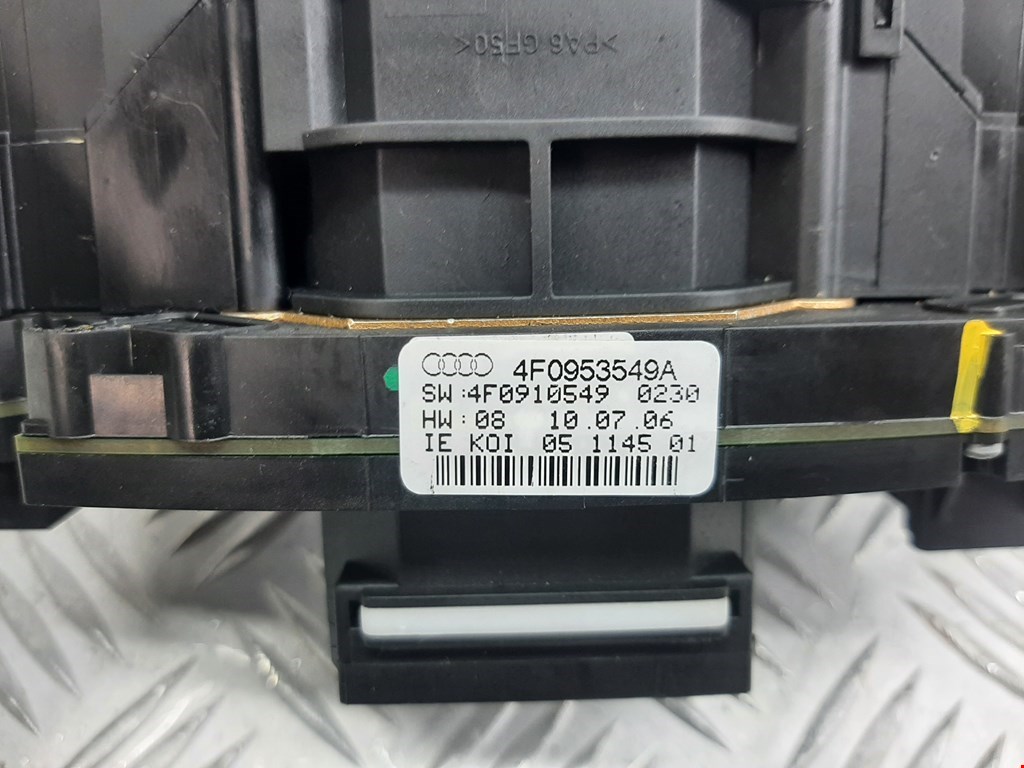 >PA6 GF50<
4F0953549A
SW:4F0910549 0230
HW:08 10.07.06
IE KOI 05 1145 01